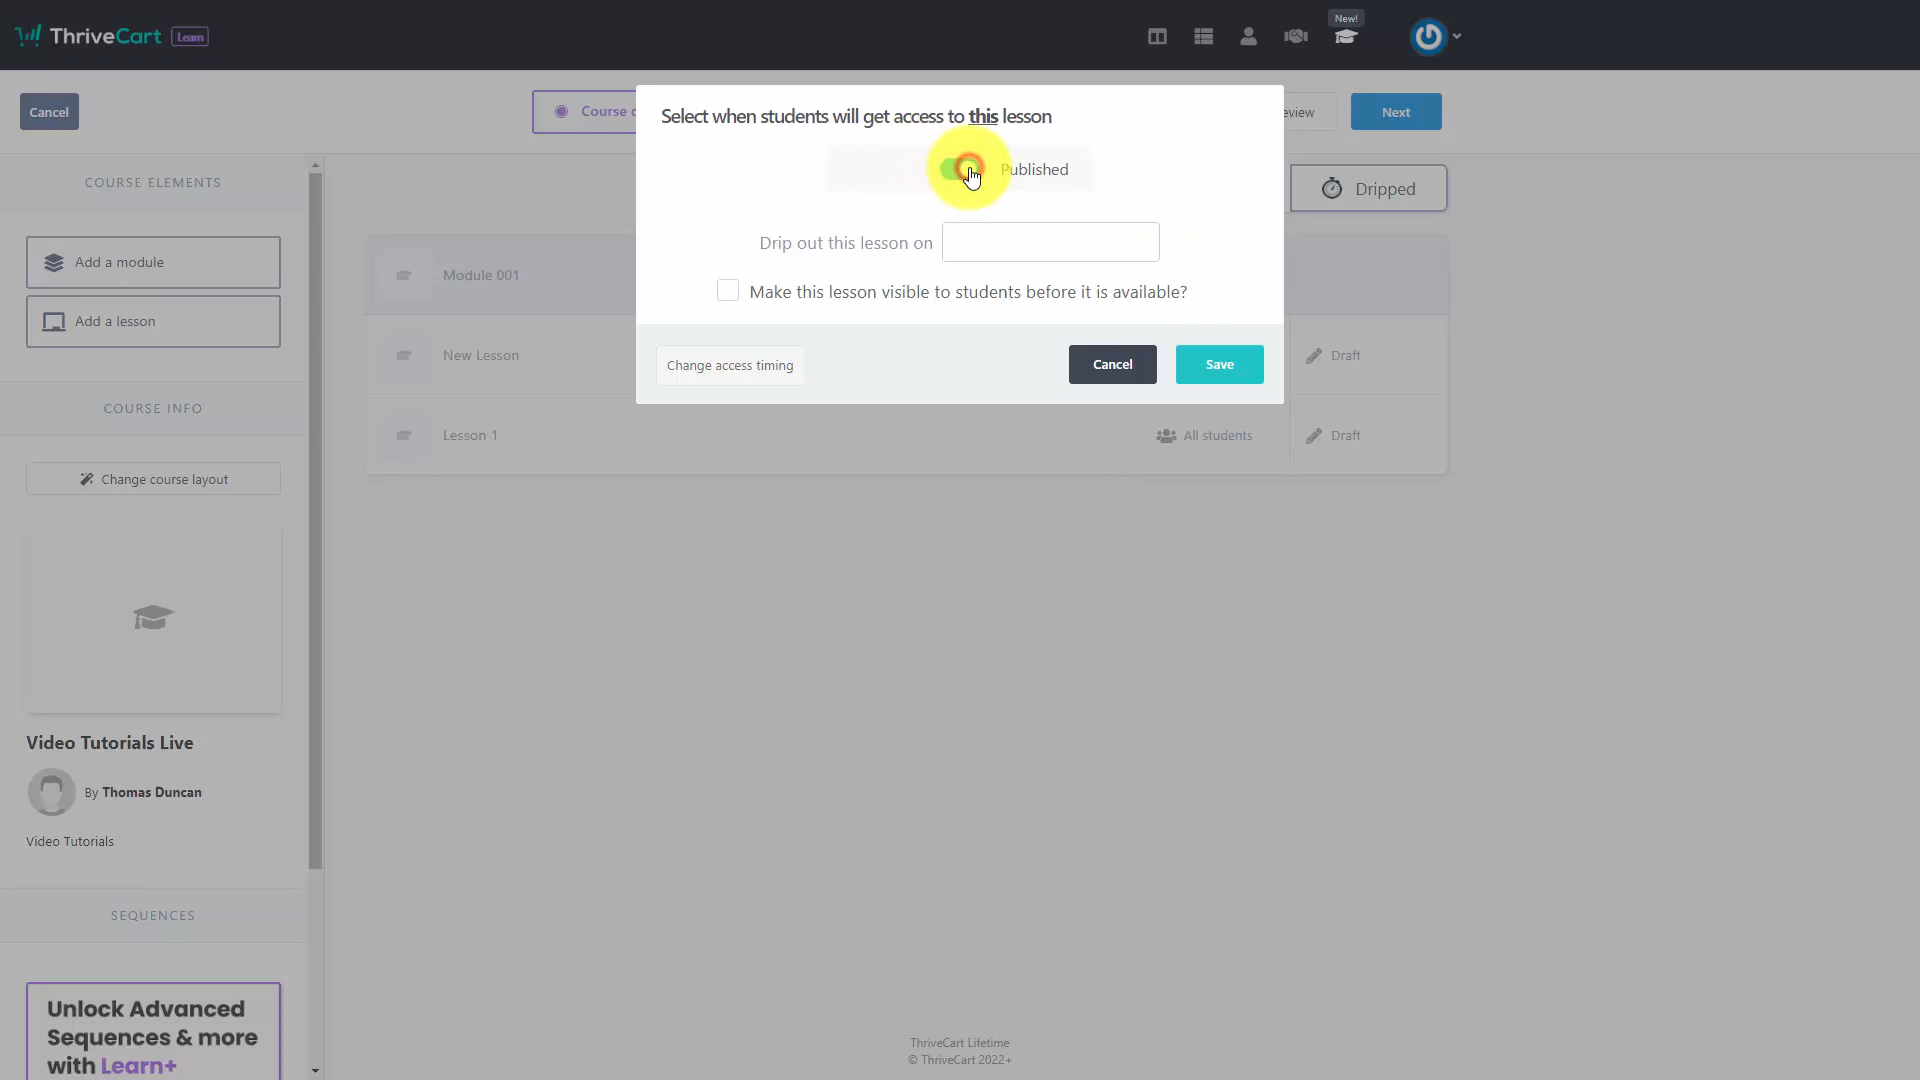 ThriveCart Learn
New!
Cancel
Course
eview
Next
Select when students will get access to this lesson
Published
Drip out this lesson on
Make this lesson visible to students before it is available?
Change access timing
Cancel
Save
Dripped
COURSE ELEMENTS
Add a module
Add a lesson
Module 001
New Lesson
Draft
Lesson 1
All students
Draft
COURSE INFO
Change course layout
Video Tutorials Live
By Thomas Duncan
Video Tutorials
SEQUENCES
Unlock Advanced
Sequences & more
with Learn+
ThriveCart Lifetime
© ThriveCart 2022+